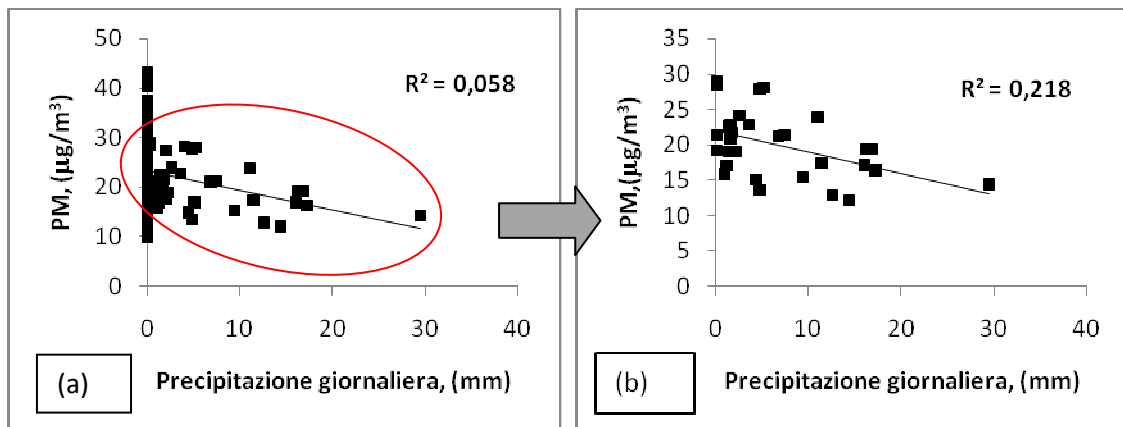 50
40
30
20
10
0
PM, (µg/m³)
R² = 0,058
0 10 20 30 40
(a)
Precipitazione giornaliera, (mm)
35
30
25
20
15
10
5
0
PM,(µg/m³)
R² = 0,218
0 10 20 30 40
(b)
Precipitazione giornaliera, (mm)